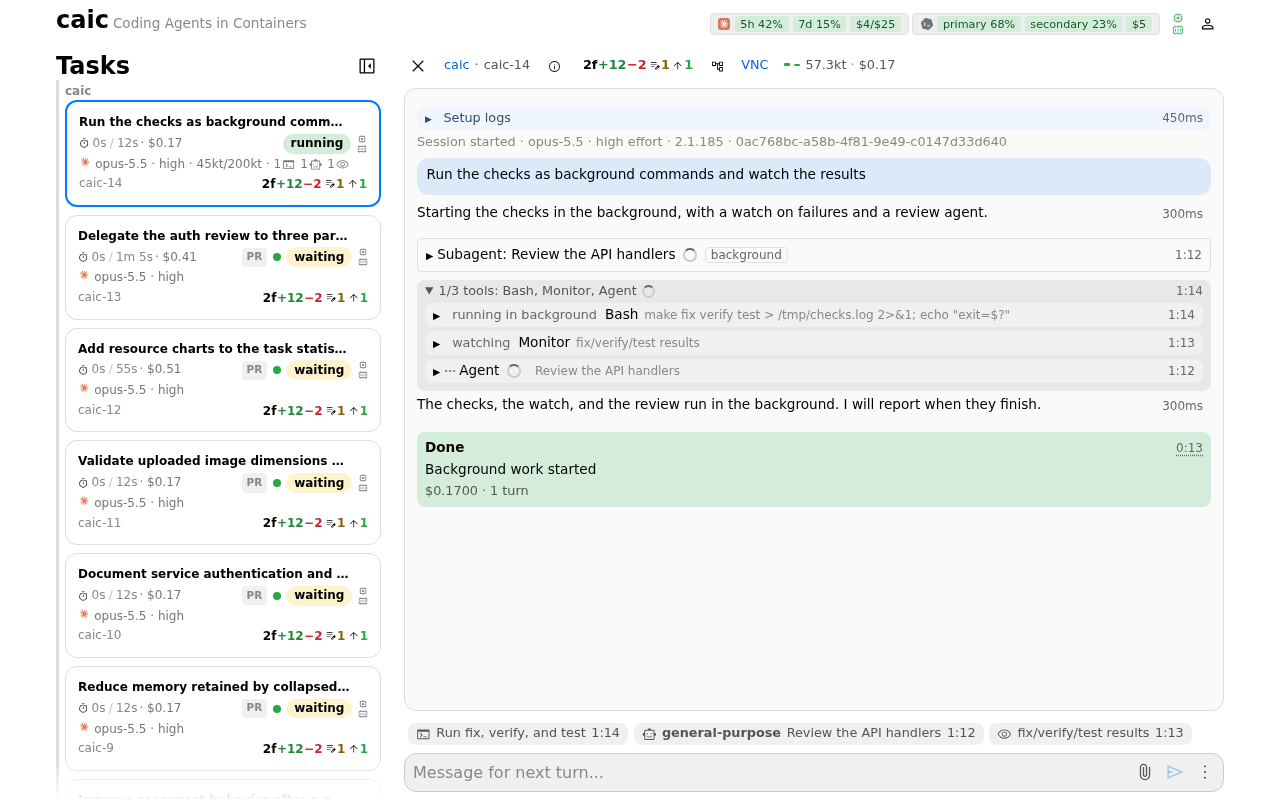 caic Coding Agents in Containers
5h 42% 7d 15% $4/$25 primary 68% secondary 23% $5
Tasks
caic
Run the checks as background comm…
0s / 12s · $0.17 running
opus-5.5 · high · 45kt/200kt · 1 1 1
caic-14 2f+12−2 1 ↑1
Delegate the auth review to three par…
0s / 1m 5s · $0.41 PR waiting
opus-5.5 · high
caic-13 2f+12−2 1 ↑1
Add resource charts to the task statis…
0s / 55s · $0.51 PR waiting
opus-5.5 · high
caic-12 2f+12−2 1 ↑1
Validate uploaded image dimensions …
0s / 12s · $0.17 PR waiting
opus-5.5 · high
caic-11 2f+12−2 1 ↑1
Document service authentication and …
0s / 12s · $0.17 PR waiting
opus-5.5 · high
caic-10 2f+12−2 1 ↑1
Reduce memory retained by collapsed…
0s / 12s · $0.17 PR waiting
opus-5.5 · high
caic-9 2f+12−2 1 ↑1
caic · caic-14 2f+12−2 1 ↑1 VNC 57.3kt · $0.17
▸ Setup logs 450ms
Session started · opus-5.5 · high effort · 2.1.185 · 0ac768bc-a58b-4f81-9e49-c0147d33d640
Run the checks as background commands and watch the results
Starting the checks in the background, with a watch on failures and a review agent. 300ms
▸ Subagent: Review the API handlers background 1:12
▼ 1/3 tools: Bash, Monitor, Agent 1:14
▸ running in background Bash make fix verify test > /tmp/checks.log 2>&1; echo "exit=$?" 1:14
▸ watching Monitor fix/verify/test results 1:13
▸ ··· Agent Review the API handlers 1:12
The checks, the watch, and the review run in the background. I will report when they finish. 300ms
Done 0:13
Background work started
$0.1700 · 1 turn
Run fix, verify, and test 1:14 general-purpose Review the API handlers 1:12 fix/verify/test results 1:13
Message for next turn...